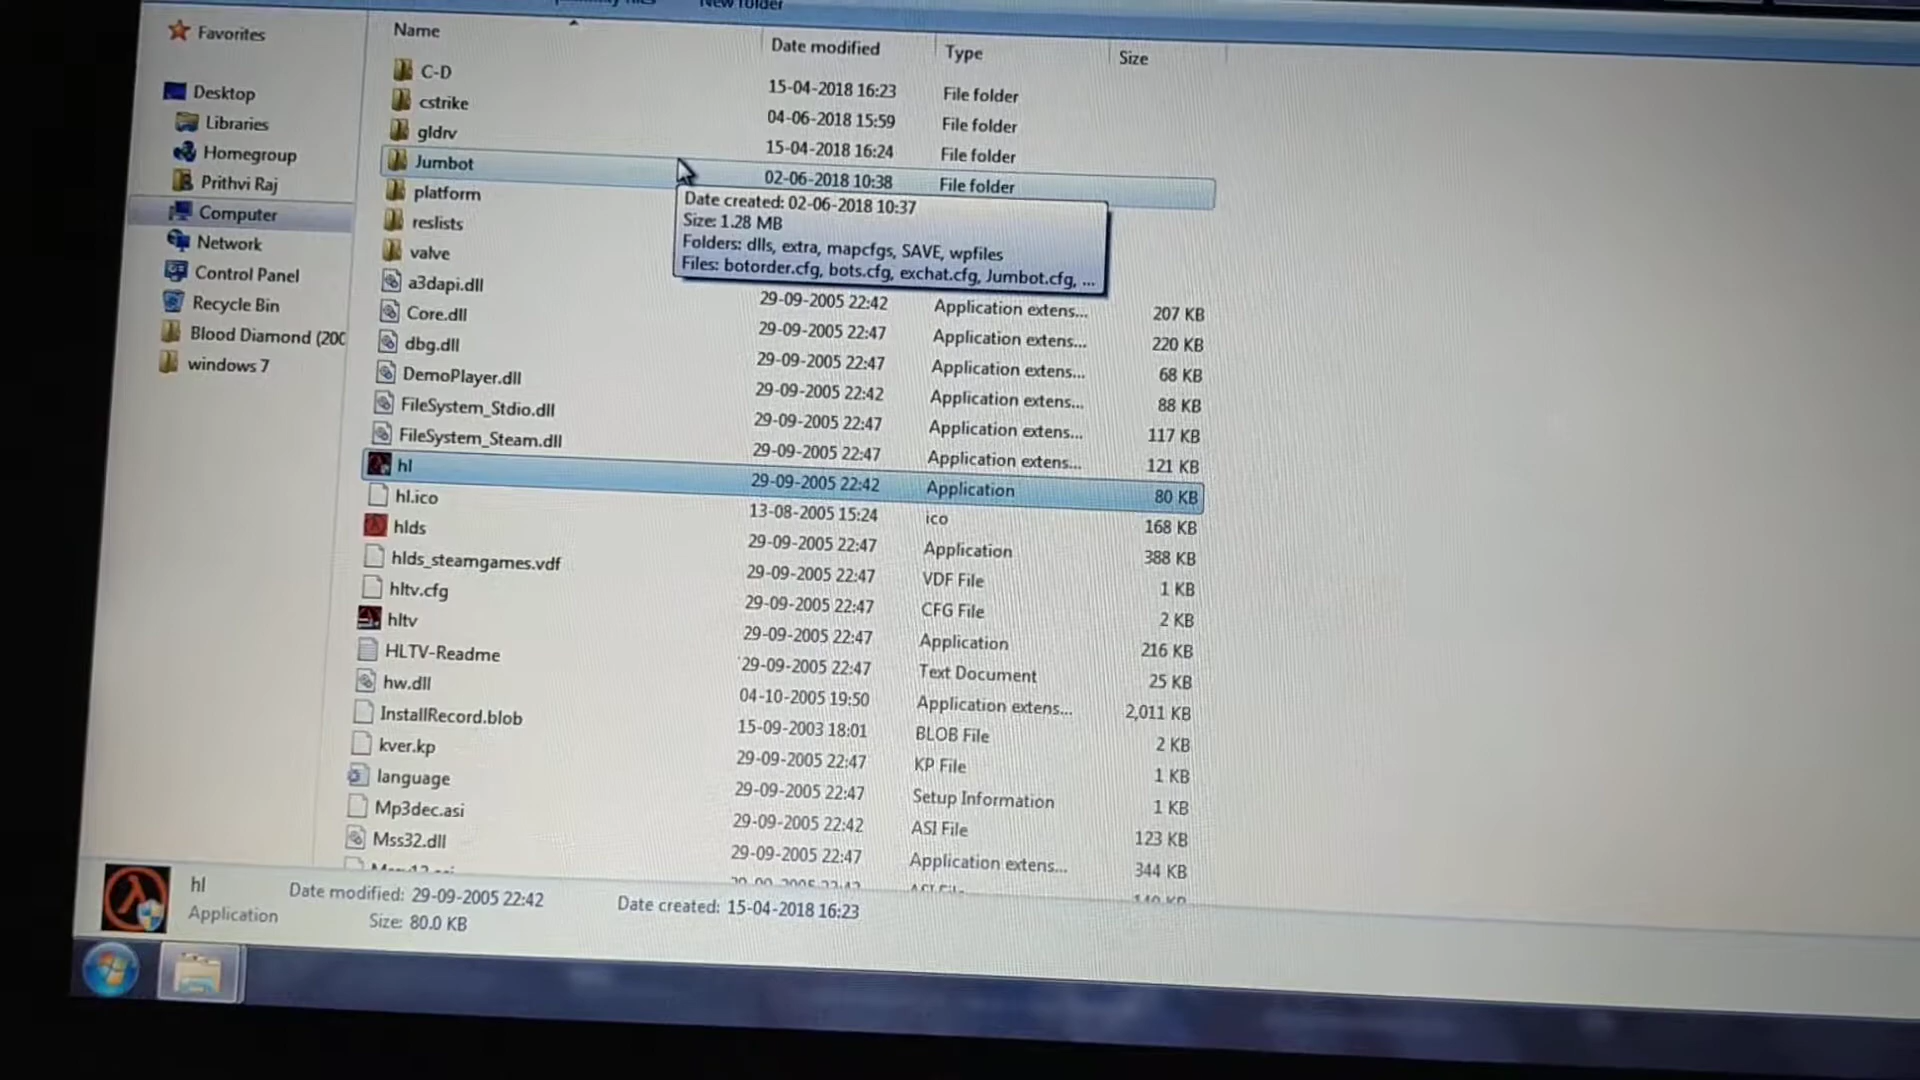 New folder
Favorites
Desktop
Libraries
Homegroup
Prithvi Raj
Computer
Network
Control Panel
Recycle Bin
Blood Diamond (200
windows 7
Name Date modified Type Size
C-D 15-04-2018 16:23 File folder
cstrike 04-06-2018 15:59 File folder
gldrv 15-04-2018 16:24 File folder
Jumbot 02-06-2018 10:38 File folder
platform
reslists
valve
Date created: 02-06-2018 10:37
Size: 1.28 MB
Folders: dlls, extra, mapcfgs, SAVE, wpfiles
Files: botorder.cfg, bots.cfg, exchat.cfg, Jumbot.cfg, ...
a3dapi.dll 29-09-2005 22:42 Application extens... 207 KB
Core.dll 29-09-2005 22:47 Application extens... 220 KB
dbg.dll 29-09-2005 22:47 Application extens... 68 KB
DemoPlayer.dll 29-09-2005 22:42 Application extens... 88 KB
FileSystem_Stdio.dll 29-09-2005 22:47 Application extens... 117 KB
FileSystem_Steam.dll 29-09-2005 22:47 Application extens... 121 KB
hl 29-09-2005 22:42 Application 80 KB
hl.ico 13-08-2005 15:24 ico 168 KB
hlds 29-09-2005 22:47 Application 388 KB
hlds_steamgames.vdf 29-09-2005 22:47 VDF File 1 KB
hltv.cfg 29-09-2005 22:47 CFG File 2 KB
hltv 29-09-2005 22:47 Application 216 KB
HLTV-Readme 29-09-2005 22:47 Text Document 25 KB
hw.dll 04-10-2005 19:50 Application extens... 2,011 KB
InstallRecord.blob 15-09-2003 18:01 BLOB File 2 KB
kver.kp 29-09-2005 22:47 KP File 1 KB
language 29-09-2005 22:47 Setup Information 1 KB
Mp3dec.asi 29-09-2005 22:42 ASI File 123 KB
Mss32.dll 29-09-2005 22:47 Application extens... 344 KB
hl Date modified: 29-09-2005 22:42 Date created: 15-04-2018 16:23
Application Size: 80.0 KB